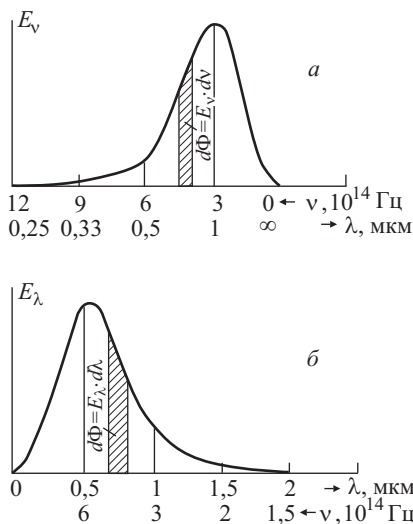 E_ν
а
dΦ=E_ν·dν
12 9 6 3 0 ← ν, 10^14 Гц
0,25 0,33 0,5 1 ∞ → λ, мкм
E_λ
б
dΦ=E_λ·dλ
0 0,5 1 1,5 2 → λ, мкм
6 3 2 1,5 ← ν, 10^14 Гц